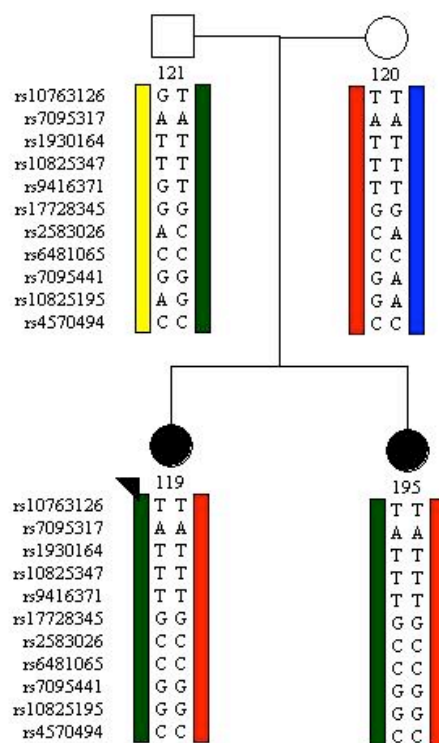 121 120
rs10763126 G T T T
rs7095317 A A A A
rs1930164 T T T T
rs10825347 T T T T
rs9416371 G T T T
rs17728345 G G G G
rs2583026 A C C A
rs6481065 C C C C
rs7095441 G G G A
rs10825195 A G G A
rs4570494 C C C C
119 195
rs10763126 T T T T
rs7095317 A A A A
rs1930164 T T T T
rs10825347 T T T T
rs9416371 T T T T
rs17728345 G G G G
rs2583026 C C C C
rs6481065 C C C C
rs7095441 G G G G
rs10825195 G G G G
rs4570494 C C C C